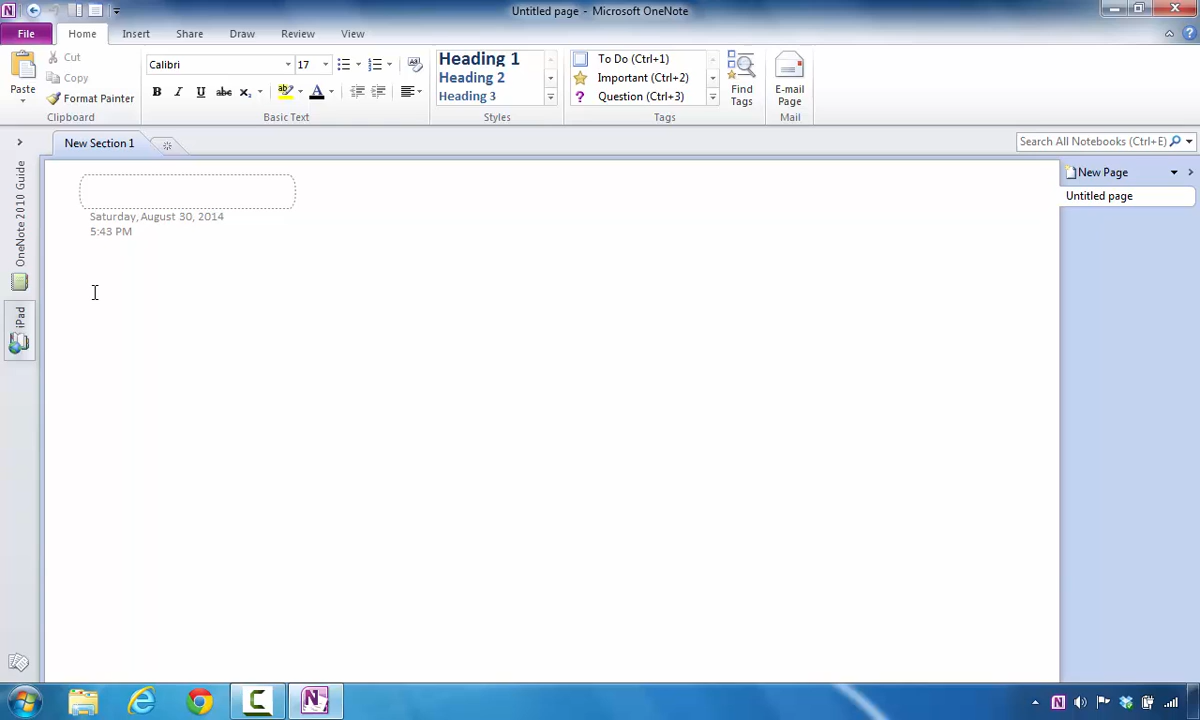 Untitled page - Microsoft OneNote
File Home Insert Share Draw Review View
Paste
Cut
Copy
Format Painter
Clipboard
Calibri 17
B I U abc X₂ ab A
Basic Text
Heading 1
Heading 2
Heading 3
Styles
To Do (Ctrl+1)
Important (Ctrl+2)
? Question (Ctrl+3)
Tags
Find
Tags
E-mail
Page
Mail
New Section 1
Search All Notebooks (Ctrl+E)
OneNote 2010 Guide
iPad
New Page
Untitled page
Saturday, August 30, 2014
5:43 PM